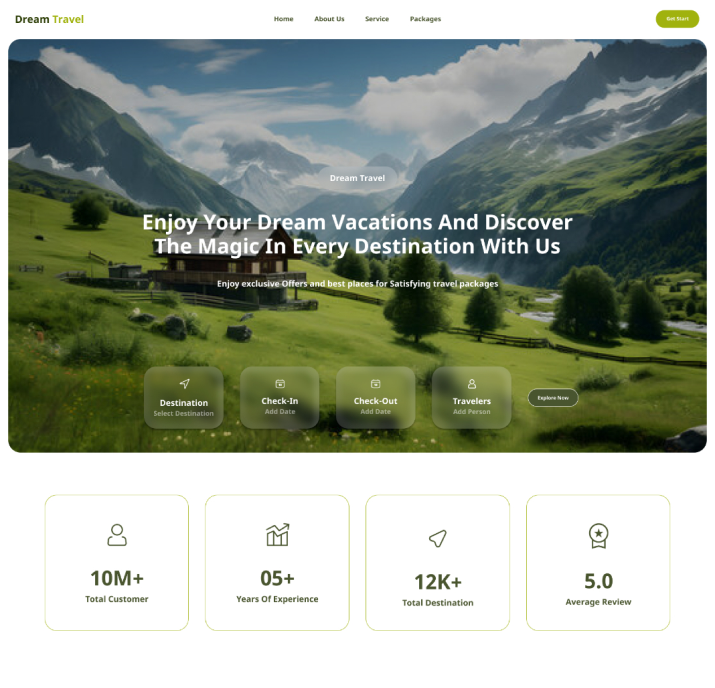 Dream Travel
Home About Us Service Packages
Get Start
Dream Travel
Enjoy Your Dream Vacations And Discover
The Magic In Every Destination With Us
Enjoy exclusive Offers and best places for Satisfying travel packages
Destination
Select Destination
Check-In
Add Date
Check-Out
Add Date
Travelers
Add Person
Explore Now
10M+
Total Customer
05+
Years Of Experience
12K+
Total Destination
5.0
Average Review